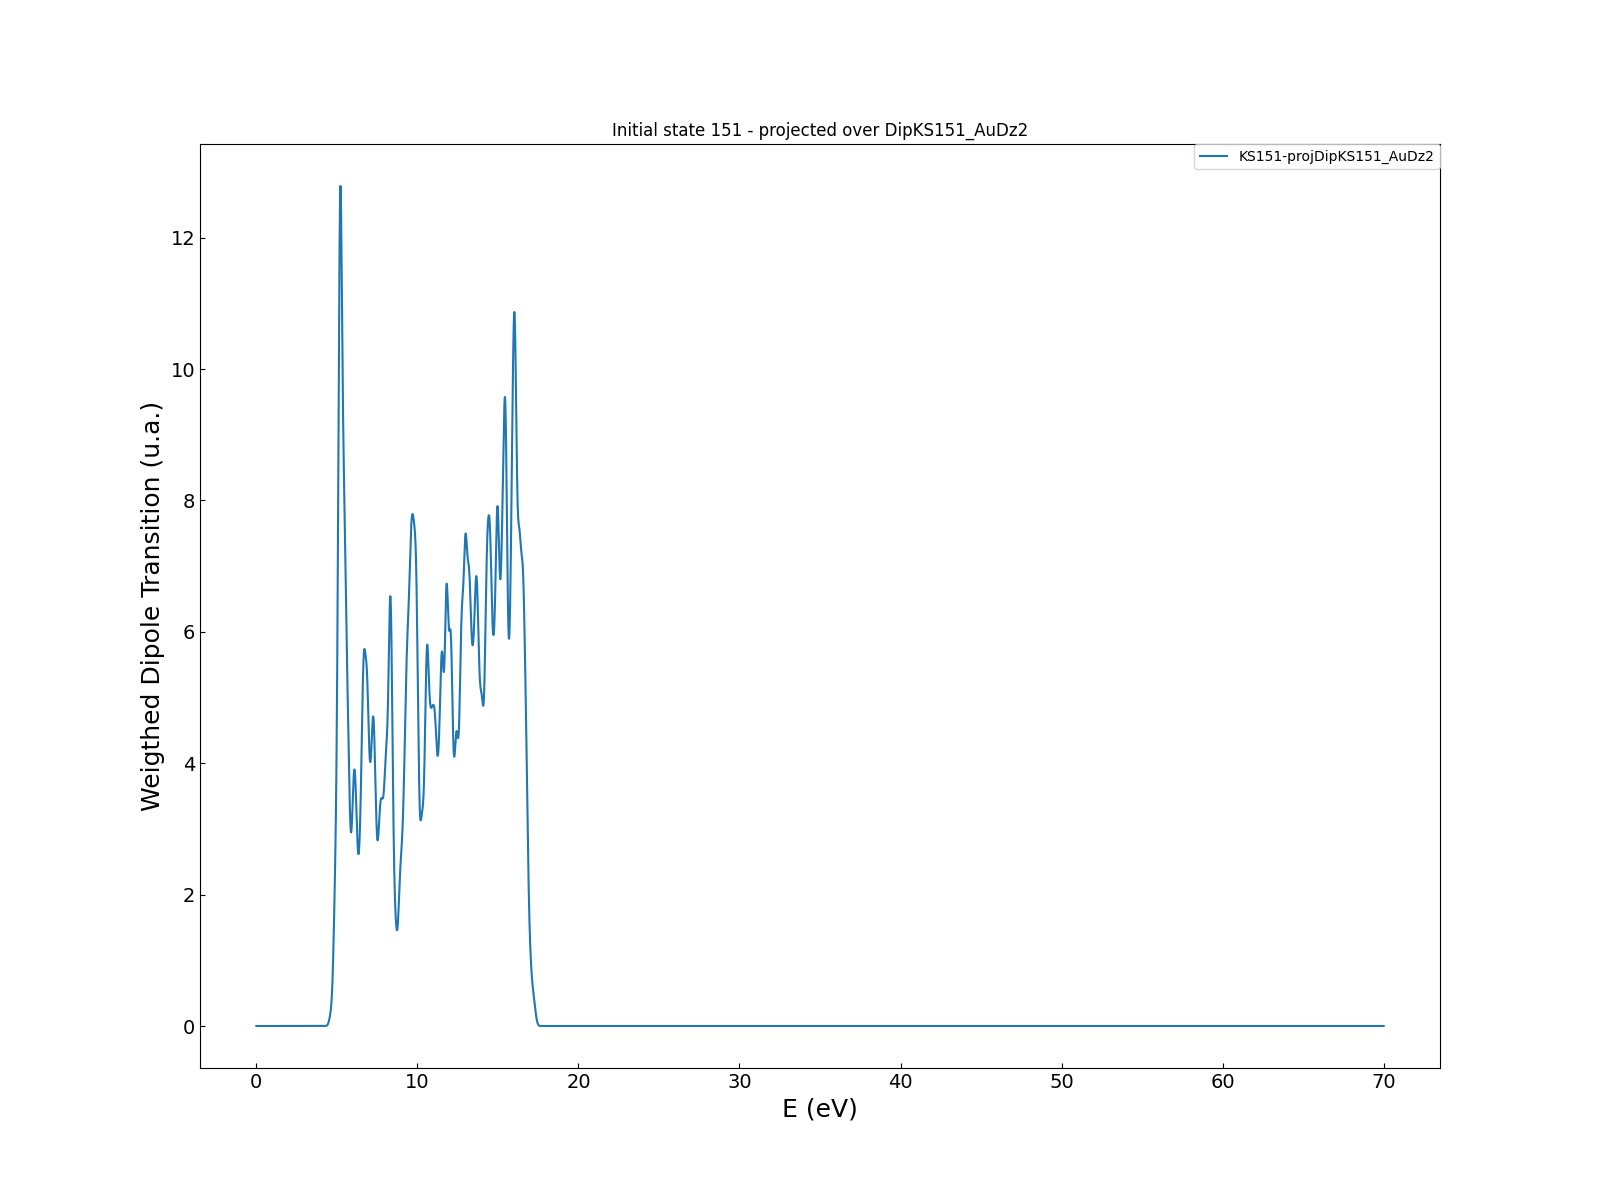 Initial state 151 - projected over DipKS151_AuDz2
KS151-projDipKS151_AuDz2
Weigthed Dipole Transition (u.a.)
12
10
8
6
4
2
0
0 10 20 30 40 50 60 70
E (eV)